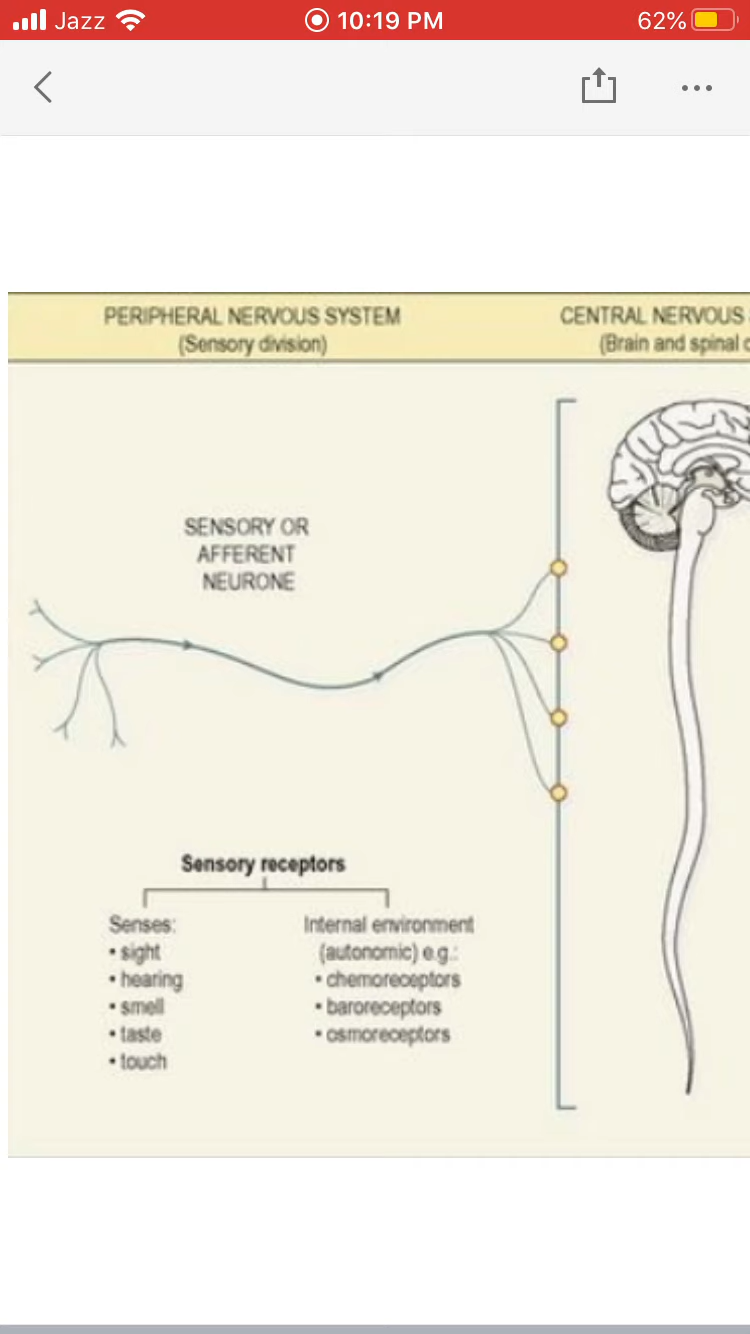 Jazz 10:19 PM 62%
PERIPHERAL NERVOUS SYSTEM
(Sensory division)
CENTRAL NERVOUS
(Brain and spinal
SENSORY OR
AFFERENT
NEURONE
Sensory receptors
Senses:
• sight
• hearing
• smell
• taste
• touch
Internal environment
(autonomic) e.g.:
• chemoreceptors
• baroreceptors
• osmoreceptors